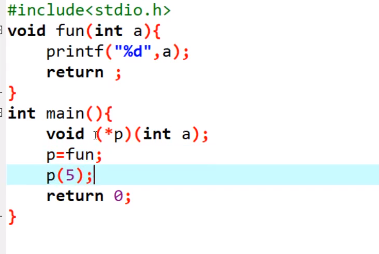 #include<stdio.h>
void fun(int a){
    printf("%d",a);
    return ;
}
int main(){
    void (*p)(int a);
    p=fun;
    p(5);
    return 0;
}